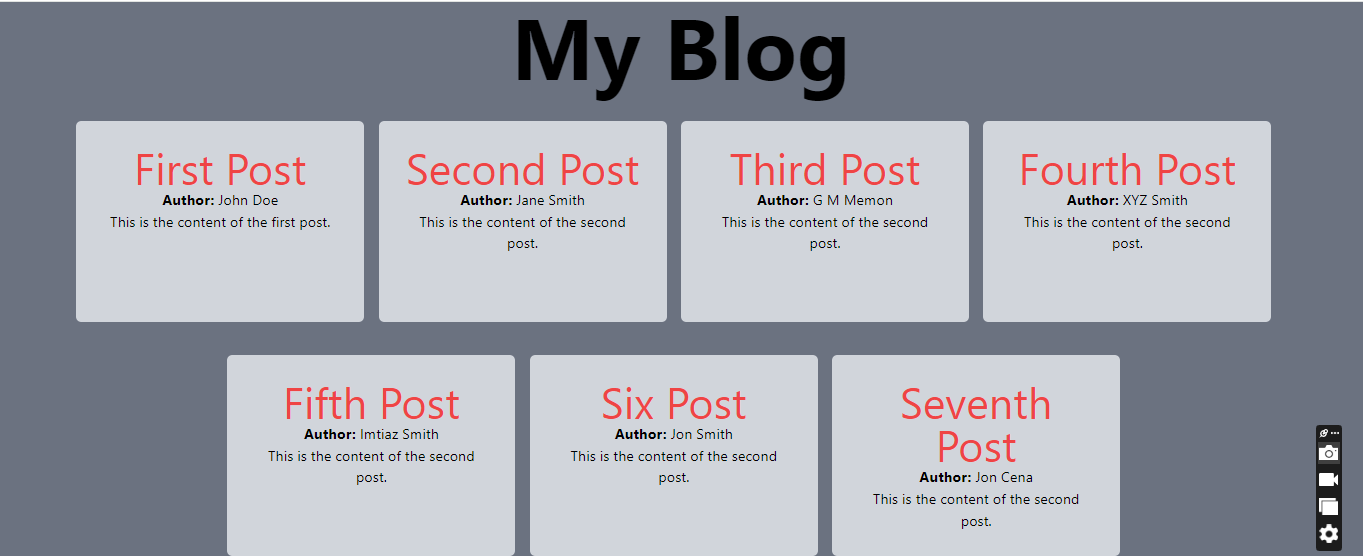 My Blog
First Post
Author: John Doe
This is the content of the first post.
Second Post
Author: Jane Smith
This is the content of the second
post.
Third Post
Author: G M Memon
This is the content of the second
post.
Fourth Post
Author: XYZ Smith
This is the content of the second
post.
Fifth Post
Author: Imtiaz Smith
This is the content of the second
post.
Six Post
Author: Jon Smith
This is the content of the second
post.
Seventh
Post
Author: Jon Cena
This is the content of the second
post.